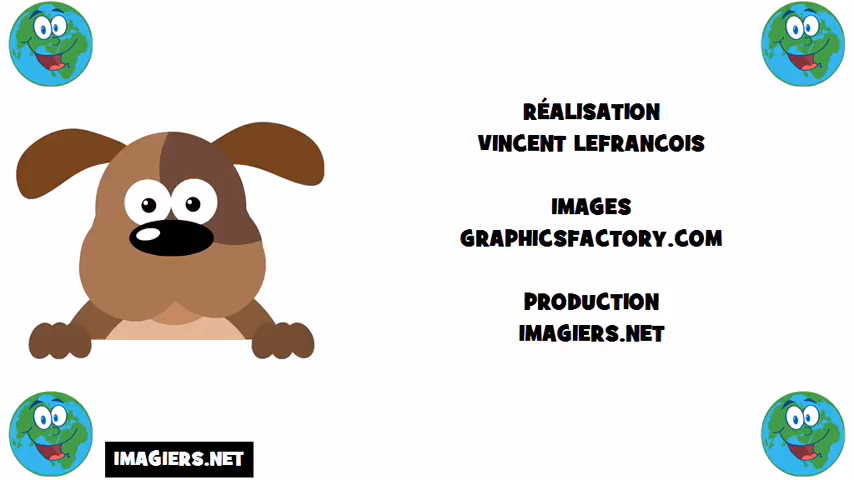 RÉALISATION
VINCENT LEFRANCOIS
IMAGES
GRAPHICSFACTORY.COM
PRODUCTION
IMAGIERS.NET
IMAGIERS.NET